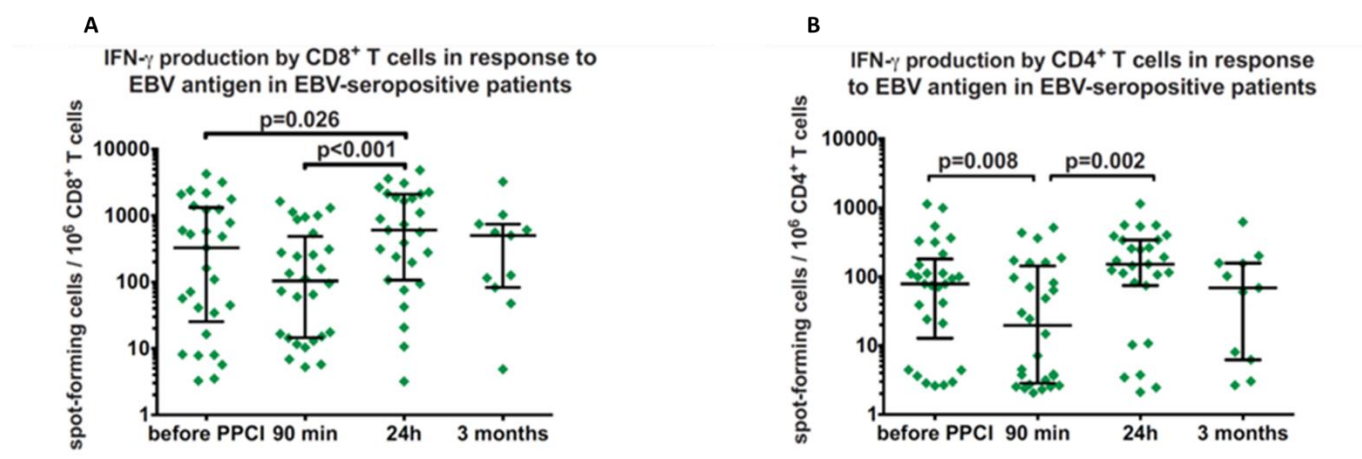 A
IFN-γ production by CD8⁺ T cells in response to
EBV antigen in EBV-seropositive patients
spot-forming cells / 10⁶ CD8⁺ T cells
p=0.026
p<0.001
10000
1000
100
10
1
before PPCI 90 min 24h 3 months
B
IFN-γ production by CD4⁺ T cells in response
to EBV antigen in EBV-seropositive patients
spot-forming cells / 10⁶ CD4⁺ T cells
p=0.008 p=0.002
10000
1000
100
10
1
before PPCI 90 min 24h 3 months